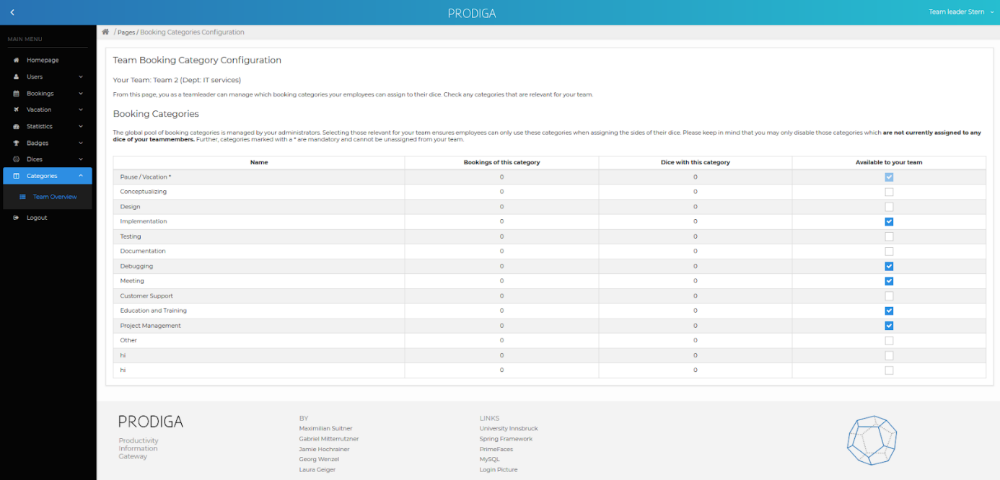 PRODIGA
Team leader Stern
MAIN MENU
Homepage
Users
Bookings
Vacation
Statistics
Badges
Dices
Categories
Team Overview
Logout
/ Pages / Booking Categories Configuration
Team Booking Category Configuration
Your Team: Team 2 (Dept: IT services)
From this page, you as a teamleader can manage which booking categories your employees can assign to their dice. Check any categories that are relevant for your team.
Booking Categories
The global pool of booking categories is managed by your administrators. Selecting those relevant for your team ensures employees can only use these categories when assigning the sides of their dice. Please keep in mind that you may only disable those categories which are not currently assigned to any
dice of your teammembers. Further, categories marked with a * are mandatory and cannot be unassigned from your team.
Name Bookings of this category Dice with this category Available to your team
Pause / Vacation * 0 0
Conceptualizing 0 0
Design 0 0
Implementation 0 0
Testing 0 0
Documentation 0 0
Debugging 0 0
Meeting 0 0
Customer Support 0 0
Education and Training 0 0
Project Management 0 0
Other 0 0
hi 0 0
hi 0 0
PRODIGA
Productivity
Information
Gateway
BY
Maximilian Suitner
Gabriel Mitterrutzner
Jamie Hochrainer
Georg Wenzel
Laura Geiger
LINKS
University Innsbruck
Spring Framework
PrimeFaces
MySQL
Login Picture